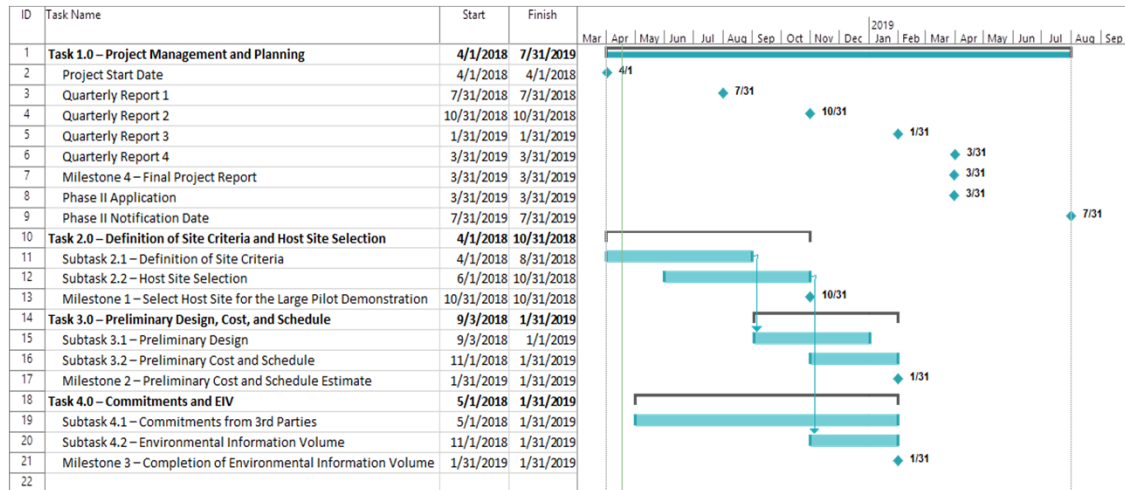 ID Task Name Start Finish
2019
Mar Apr May Jun Jul Aug Sep Oct Nov Dec Jan Feb Mar Apr May Jun Jul Aug Sep
1 Task 1.0 – Project Management and Planning 4/1/2018 7/31/2019
2 Project Start Date 4/1/2018 4/1/2018 4/1
3 Quarterly Report 1 7/31/2018 7/31/2018 7/31
4 Quarterly Report 2 10/31/2018 10/31/2018 10/31
5 Quarterly Report 3 1/31/2019 1/31/2019 1/31
6 Quarterly Report 4 3/31/2019 3/31/2019 3/31
7 Milestone 4 – Final Project Report 3/31/2019 3/31/2019 3/31
8 Phase II Application 3/31/2019 3/31/2019 3/31
9 Phase II Notification Date 7/31/2019 7/31/2019 7/31
10 Task 2.0 – Definition of Site Criteria and Host Site Selection 4/1/2018 10/31/2018
11 Subtask 2.1 – Definition of Site Criteria 4/1/2018 8/31/2018
12 Subtask 2.2 – Host Site Selection 6/1/2018 10/31/2018
13 Milestone 1 – Select Host Site for the Large Pilot Demonstration 10/31/2018 10/31/2018 10/31
14 Task 3.0 – Preliminary Design, Cost, and Schedule 9/3/2018 1/31/2019
15 Subtask 3.1 – Preliminary Design 9/3/2018 1/1/2019
16 Subtask 3.2 – Preliminary Cost and Schedule 11/1/2018 1/31/2019
17 Milestone 2 – Preliminary Cost and Schedule Estimate 1/31/2019 1/31/2019 1/31
18 Task 4.0 – Commitments and EIV 5/1/2018 1/31/2019
19 Subtask 4.1 – Commitments from 3rd Parties 5/1/2018 1/31/2019
20 Subtask 4.2 – Environmental Information Volume 11/1/2018 1/31/2019
21 Milestone 3 – Completion of Environmental Information Volume 1/31/2019 1/31/2019 1/31
22